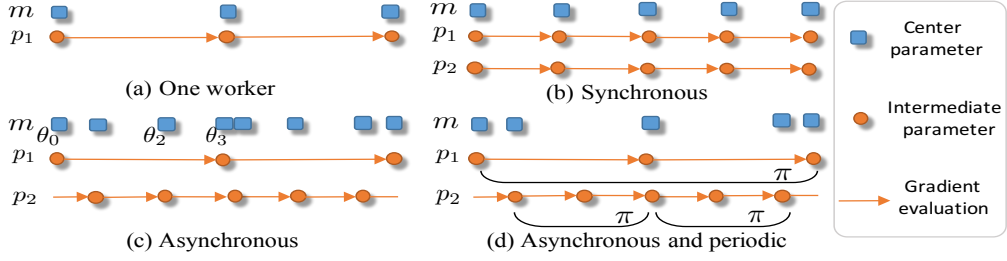 m
p₁
(a) One worker
m
p₁
p₂
(b) Synchronous
m
θ₀ θ₂ θ₃
p₁
p₂
(c) Asynchronous
m
p₁
π
p₂
π π
(d) Asynchronous and periodic
Center
parameter
Intermediate
parameter
Gradient
evaluation